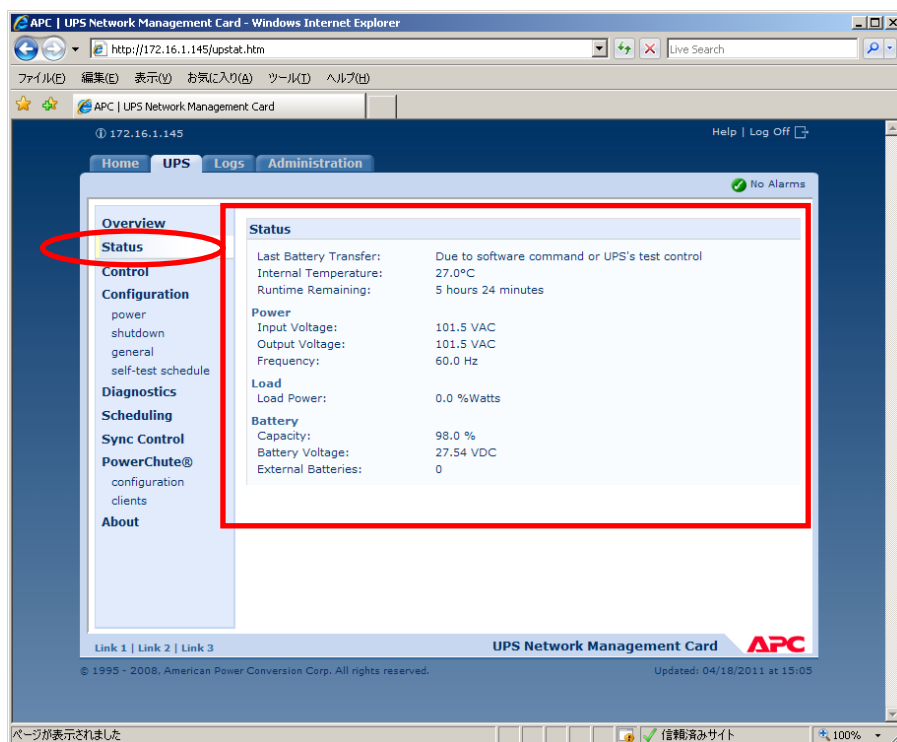 APC | UPS Network Management Card - Windows Internet Explorer
http://172.16.1.145/upstat.htm
Live Search
ファイル(F) 編集(E) 表示(V) お気に入り(A) ツール(T) ヘルプ(H)
APC | UPS Network Management Card
172.16.1.145
Help | Log Off
Home UPS Logs Administration
No Alarms
Overview
Status
Control
Configuration
power
shutdown
general
self-test schedule
Diagnostics
Scheduling
Sync Control
PowerChute®
configuration
clients
About
Status
Last Battery Transfer: Due to software command or UPS's test control
Internal Temperature: 27.0°C
Runtime Remaining: 5 hours 24 minutes
Power
Input Voltage: 101.5 VAC
Output Voltage: 101.5 VAC
Frequency: 60.0 Hz
Load
Load Power: 0.0 %Watts
Battery
Capacity: 98.0 %
Battery Voltage: 27.54 VDC
External Batteries: 0
Link 1 | Link 2 | Link 3
UPS Network Management Card APC
© 1995 - 2008, American Power Conversion Corp. All rights reserved.
Updated: 04/18/2011 at 15:05
ページが表示されました
信頼済みサイト
100%